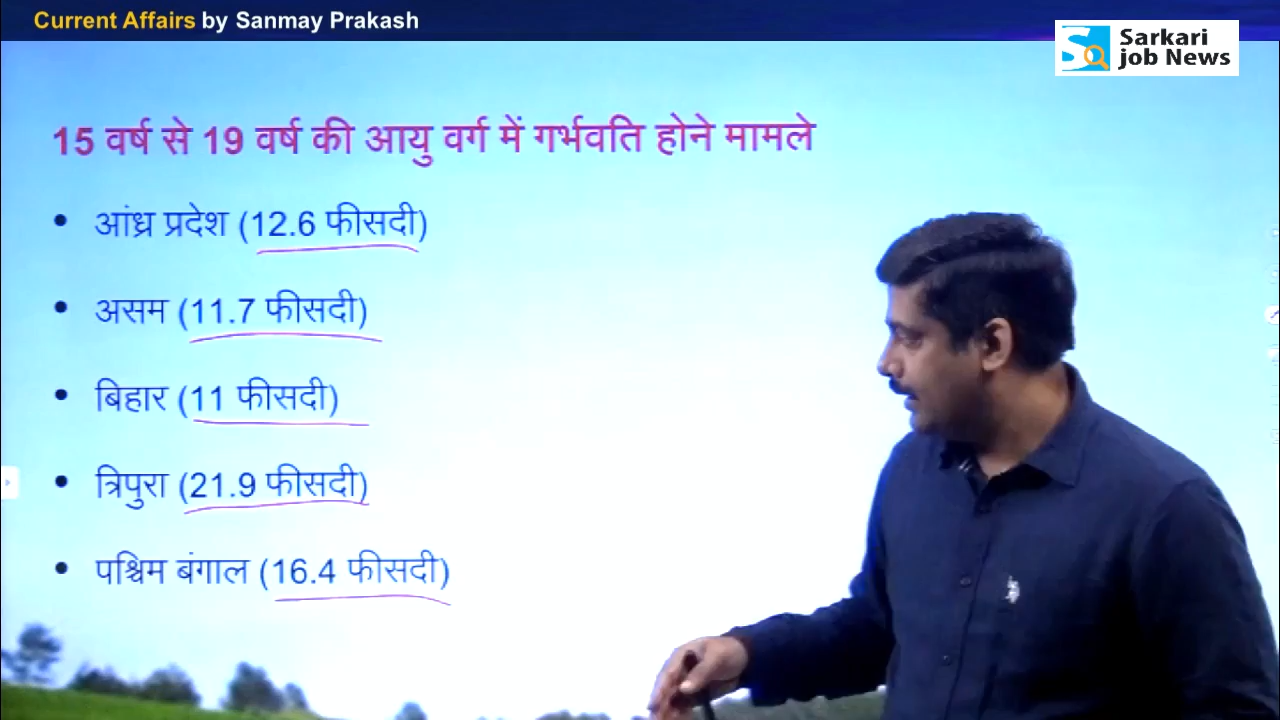 Current Affairs by Sanmay Prakash
Sarkari
Job News
15 वर्ष से 19 वर्ष की आयु वर्ग में गर्भवति होने मामले
• आंध्र प्रदेश (12.6 फीसदी)
• असम (11.7 फीसदी)
• बिहार (11 फीसदी)
• त्रिपुरा (21.9 फीसदी)
• पश्चिम बंगाल (16.4 फीसदी)